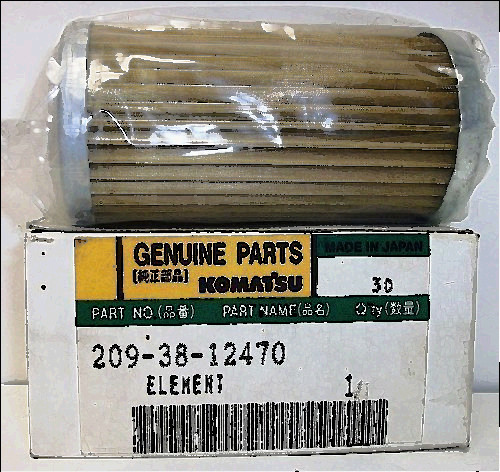 GENUINE PARTS
[純正部品] KOMATSU
MADE IN JAPAN
30
PART NO(品番) PART NAME(品名) Q'ty(数量)
209-38-12470
ELEMENT 1